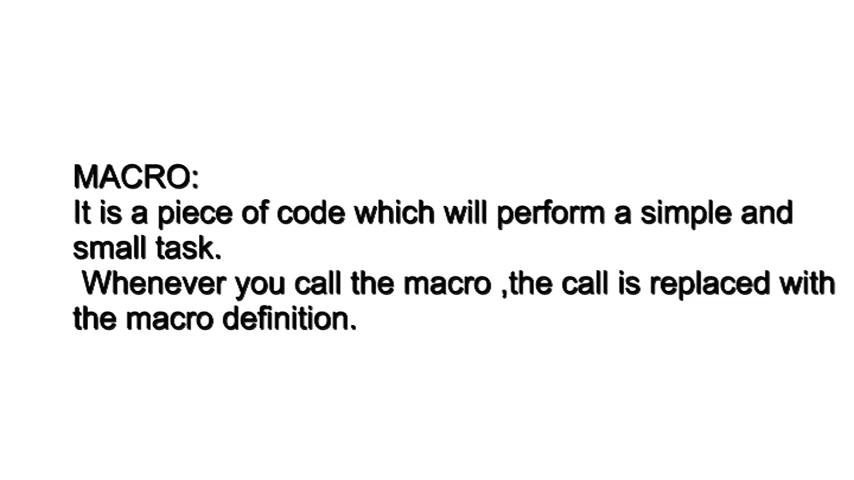 MACRO:
It is a piece of code which will perform a simple and
small task.
Whenever you call the macro ,the call is replaced with
the macro definition.